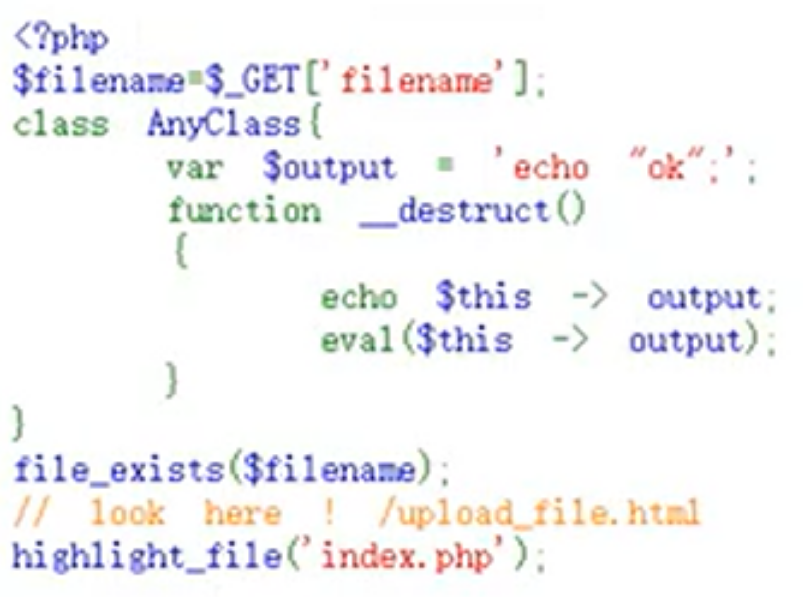 <?php
$filename=$_GET['filename'];
class AnyClass{
var $output = 'echo "ok";';
function __destruct()
{
echo $this -> output;
eval($this -> output);
}
}
file_exists($filename);
// look here ! /upload_file.html
highlight_file('index.php');